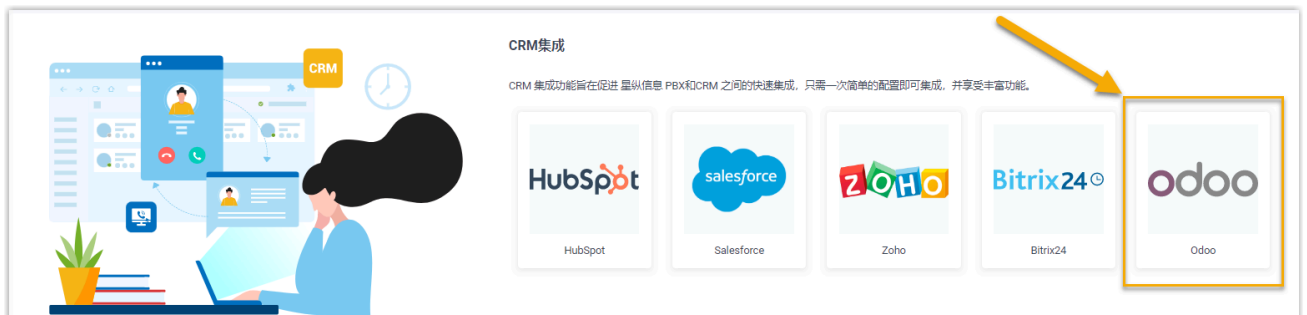 CRM集成
CRM
CRM 集成功能旨在促进 星纵信息 PBX和CRM 之间的快速集成，只需一次简单的配置即可集成，并享受丰富功能。
HubSpot
salesforce
ZOHO
Bitrix24
odoo
HubSpot
Salesforce
Zoho
Bitrix24
Odoo